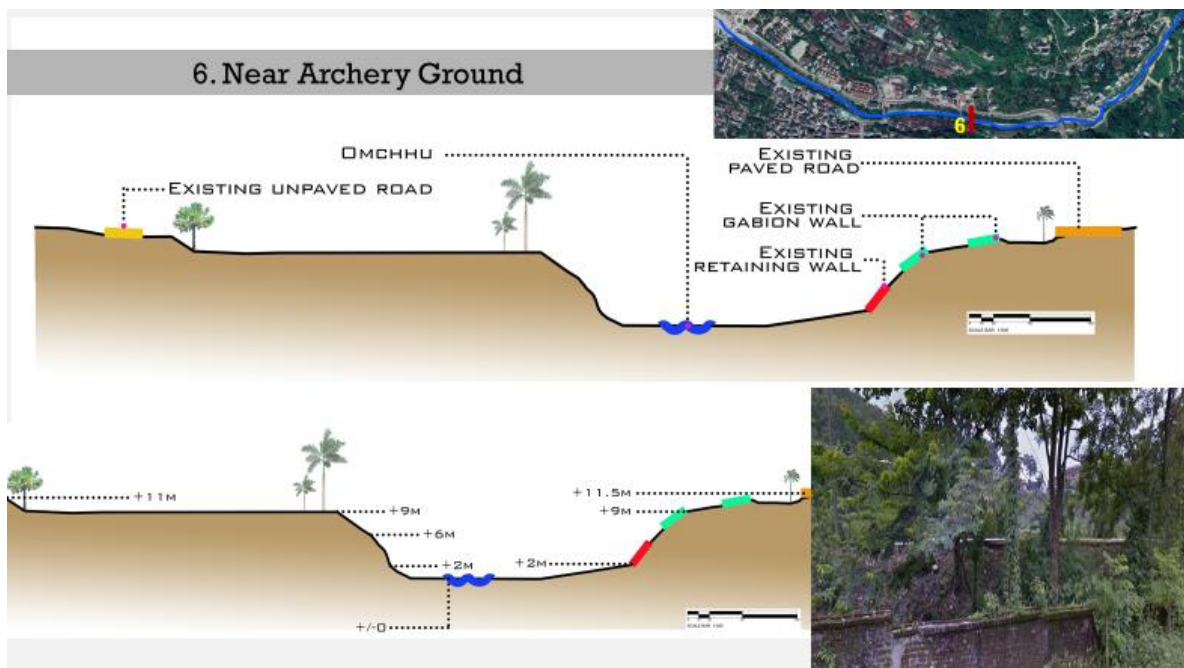 6. Near Archery Ground
6
Omchhu
Existing unpaved road
Existing
paved road
Existing
gabion wall
Existing
retaining wall
+11m
+9m
+6m
+2m
+/-0
+11.5m
+9m
+2m